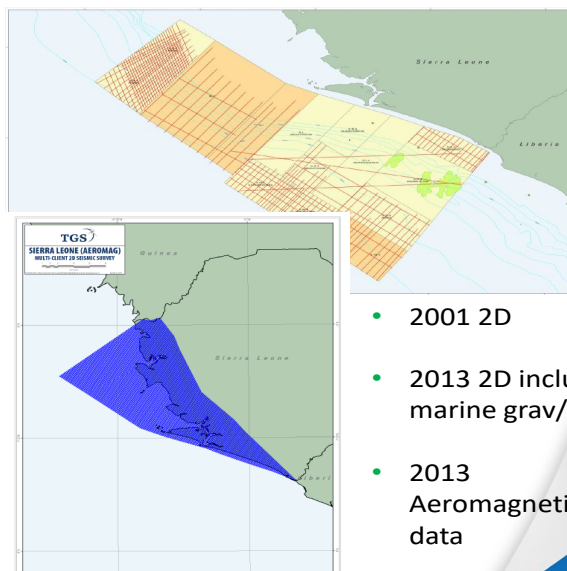 Sierra Leone
Liberia
TGS
SIERRA LEONE (AEROMAG)
MULTI-CLIENT 2D SEISMIC SURVEY
Guinea
Sierra Leone
Liberia
• 2001 2D
• 2013 2D inclu
marine grav/
• 2013
Aeromagneti
data